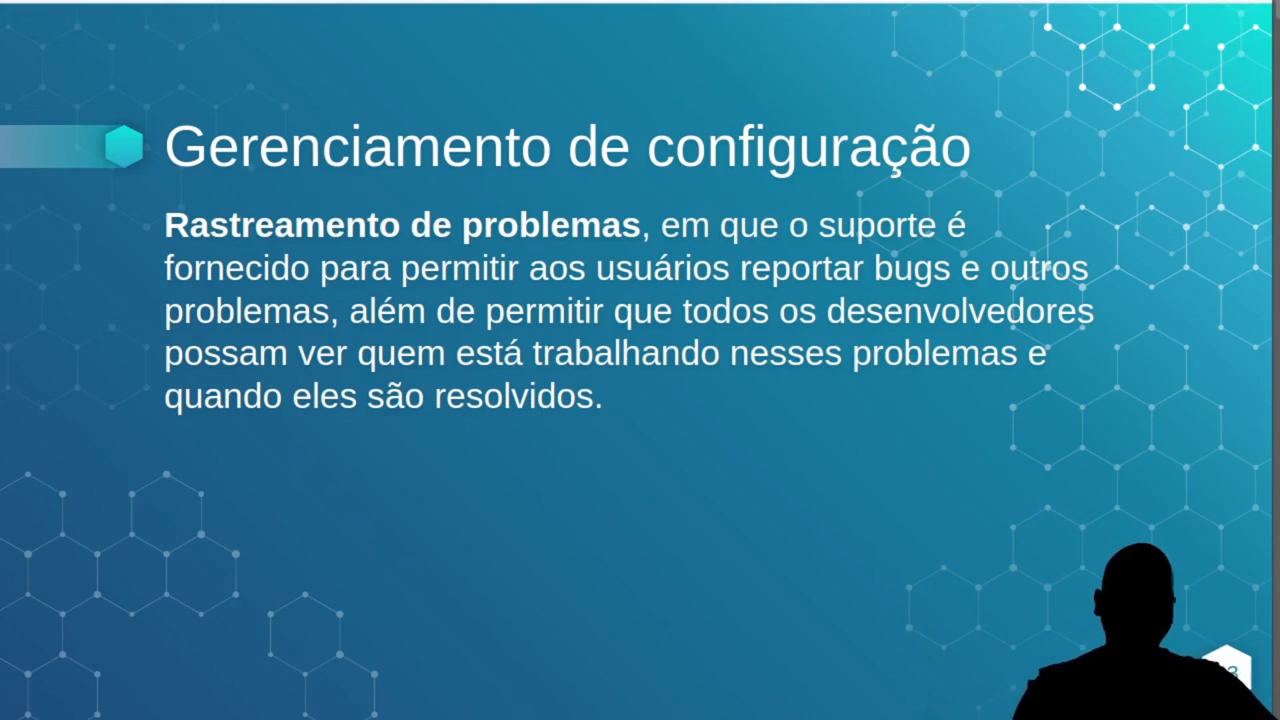 Gerenciamento de configuração
Rastreamento de problemas, em que o suporte é
fornecido para permitir aos usuários reportar bugs e outros
problemas, além de permitir que todos os desenvolvedores
possam ver quem está trabalhando nesses problemas e
quando eles são resolvidos.